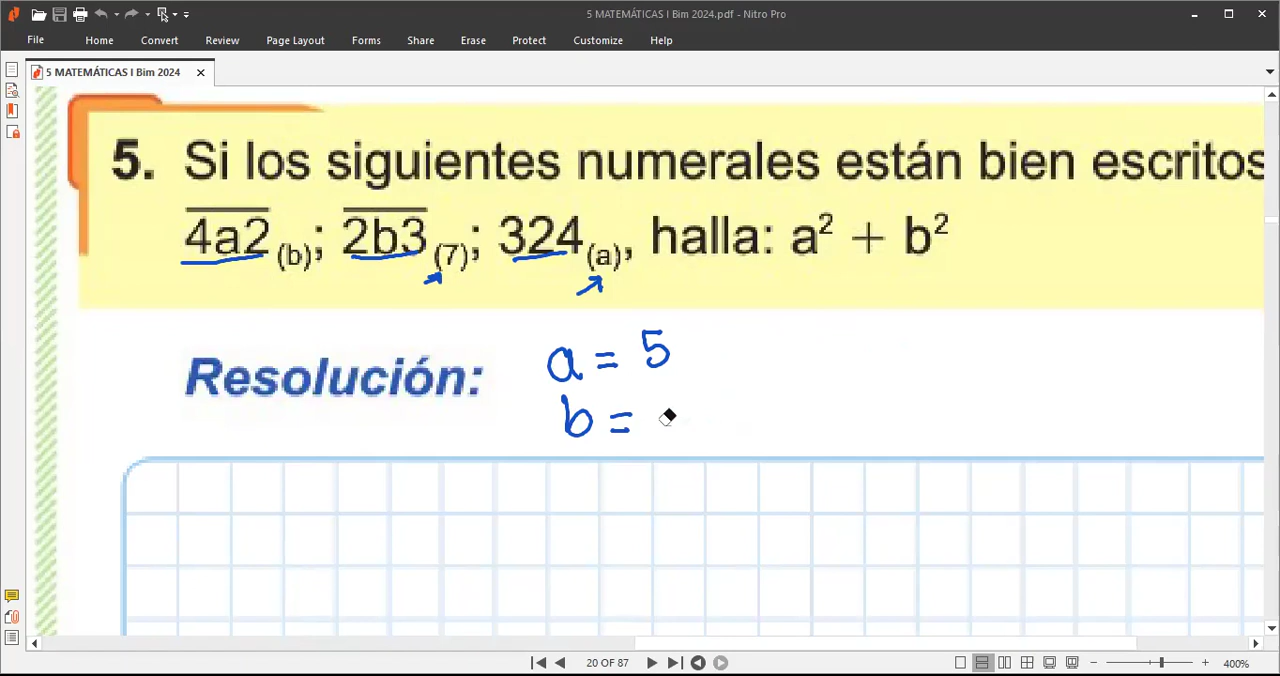 5 MATEMÁTICAS I Bim 2024.pdf - Nitro Pro
File Home Convert Review Page Layout Forms Share Erase Protect Customize Help
5 MATEMÁTICAS I Bim 2024
5. Si los siguientes numerales están bien escritos
4a2(b); 2b3(7); 324(a), halla: a² + b²
a = 5
Resolución:
b =
20 OF 87
400%